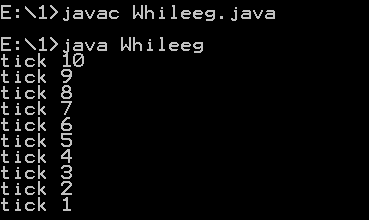 E:\1>javac Whileeg.java
E:\1>java Whileeg
tick 10
tick 9
tick 8
tick 7
tick 6
tick 5
tick 4
tick 3
tick 2
tick 1